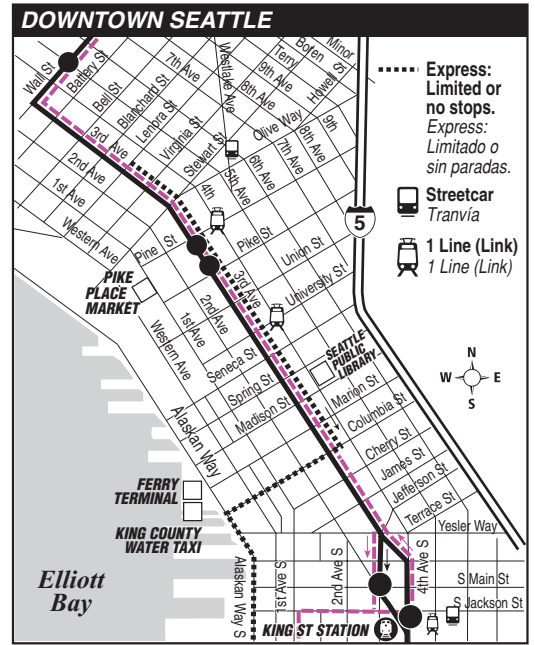 DOWNTOWN SEATTLE
Wall St
Battery St
Bell St
Blanchard St
Lenora St
Virginia St
Stewart St
7th Ave
Westlake Ave
Terry
9th Ave
8th Ave
Boren
Minor
Howell St
Olive Way
9th
8th Ave
7th Ave
6th Ave
5th Ave
4th
3rd Ave
2nd Ave
1st Ave
Western Ave
Pine St
Pike St
Union St
University St
3rd Ave
2nd Ave
1st Ave
Western Ave
Seneca St
Spring St
Madison St
Marion St
Columbia St
Cherry St
James St
Jefferson St
Terrace St
Yesler Way
Alaskan Way
PIKE
PLACE
MARKET
SEATTLE
PUBLIC
LIBRARY
FERRY
TERMINAL
KING COUNTY
WATER TAXI
Elliott
Bay
Alaskan Way S
1st Ave S
2nd Ave S
4th Ave S
S Main St
S Jackson St
KING ST STATION
5
Express:
Limited or
no stops.
Express:
Limitado o
sin paradas.
Streetcar
Tranvía
1 Line (Link)
1 Line (Link)
N
W E
S